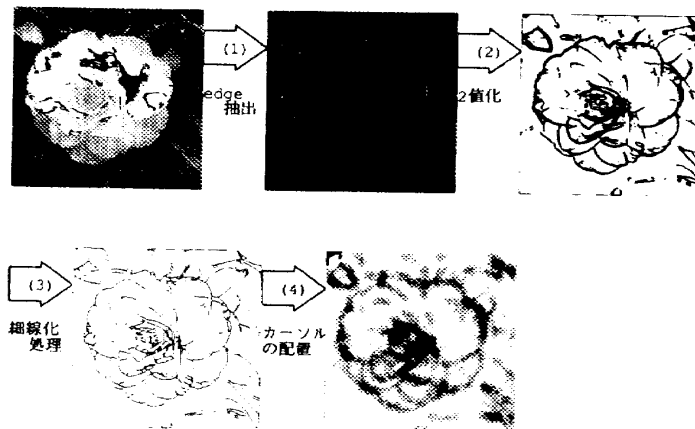 (1)
edge
抽出
(2)
2値化
(3)
細線化
処理
(4)
カーソル
の配置